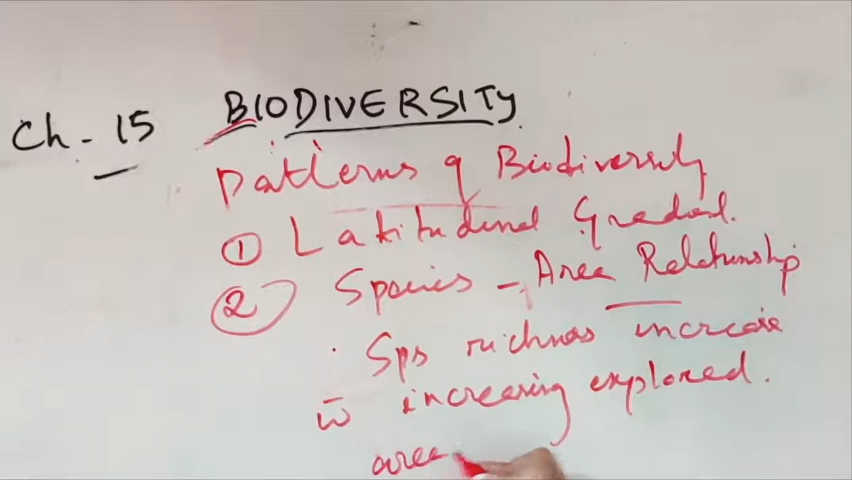 Ch - 15 BIODIVERSITY
Patterns of Biodiversity
① Latitudinal Gradient.
② Species - Area Relationship
· Sps richness increase
w̄ increasing explored.
area